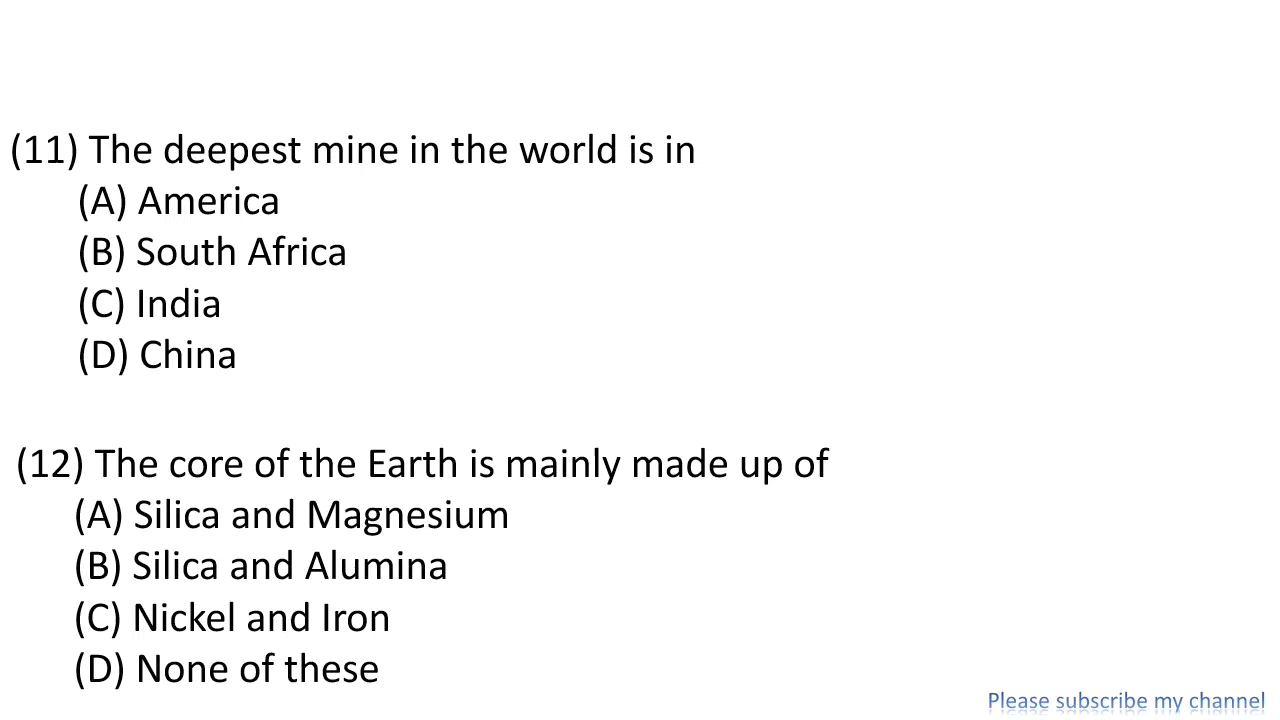 (11) The deepest mine in the world is in
(A) America
(B) South Africa
(C) India
(D) China
(12) The core of the Earth is mainly made up of
(A) Silica and Magnesium
(B) Silica and Alumina
(C) Nickel and Iron
(D) None of these
Please subscribe my channel